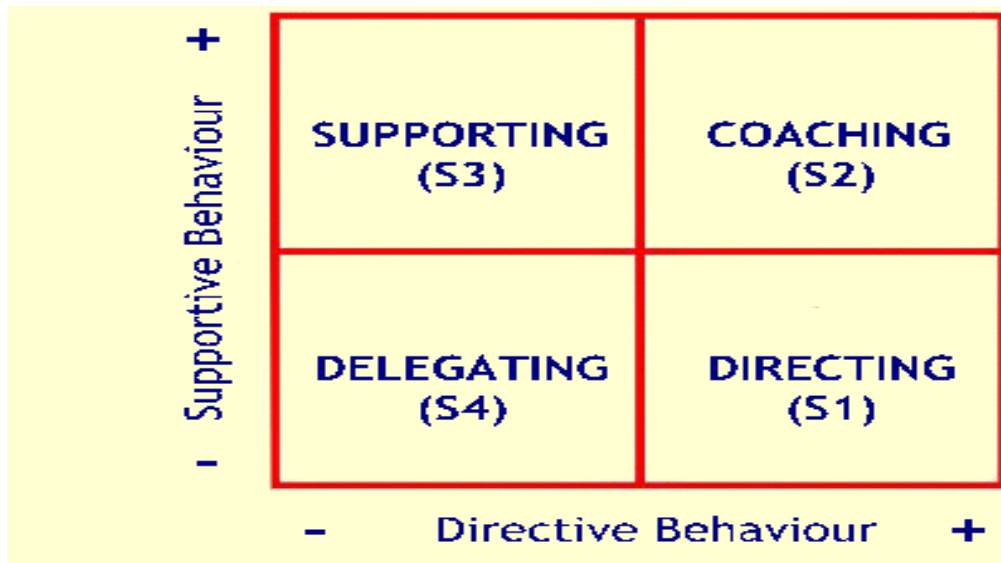 +
Supportive Behaviour
-
SUPPORTING
(S3)
COACHING
(S2)
DELEGATING
(S4)
DIRECTING
(S1)
- Directive Behaviour +